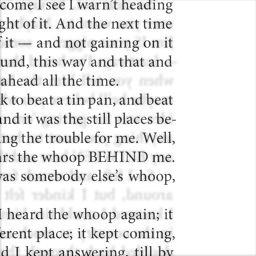 come I see I warn't heading
ght of it. And the next time
f it — and not gaining on it
und, this way and that and
ahead all the time.
k to beat a tin pan, and beat
and it was the still places be-
ng the trouble for me. Well,
rs the whoop BEHIND me.
was somebody else's whoop,
I heard the whoop again; it
erent place; it kept coming,
d I kept answering, till by